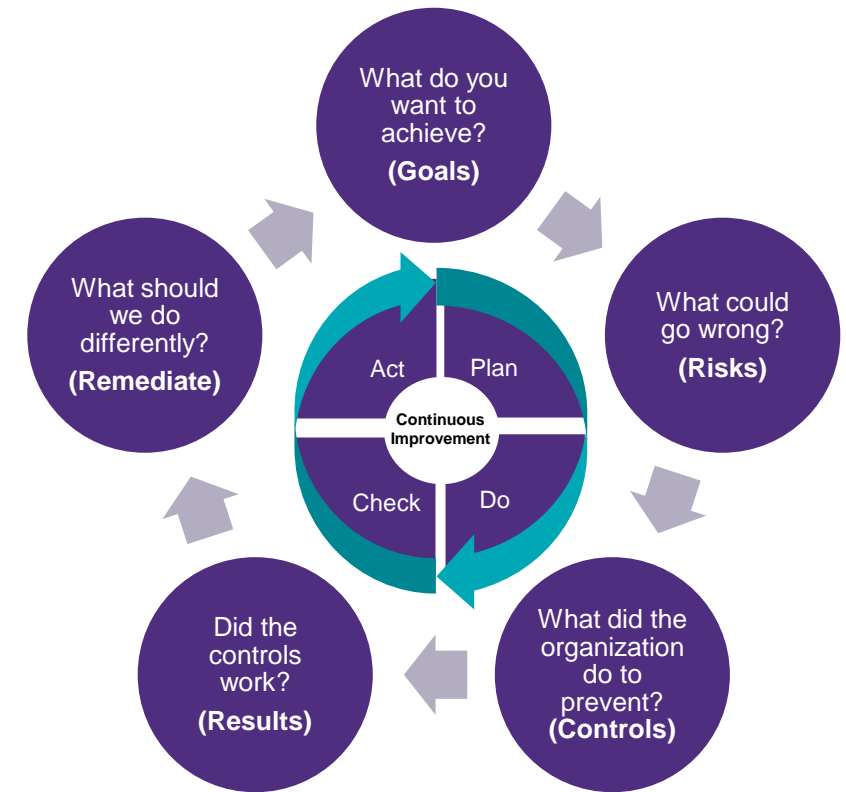 What do you
want to
achieve?
(Goals)
What could
go wrong?
(Risks)
What did the
organization
do to
prevent?
(Controls)
Did the
controls
work?
(Results)
What should
we do
differently?
(Remediate)
Act
Plan
Continuous
Improvement
Check
Do